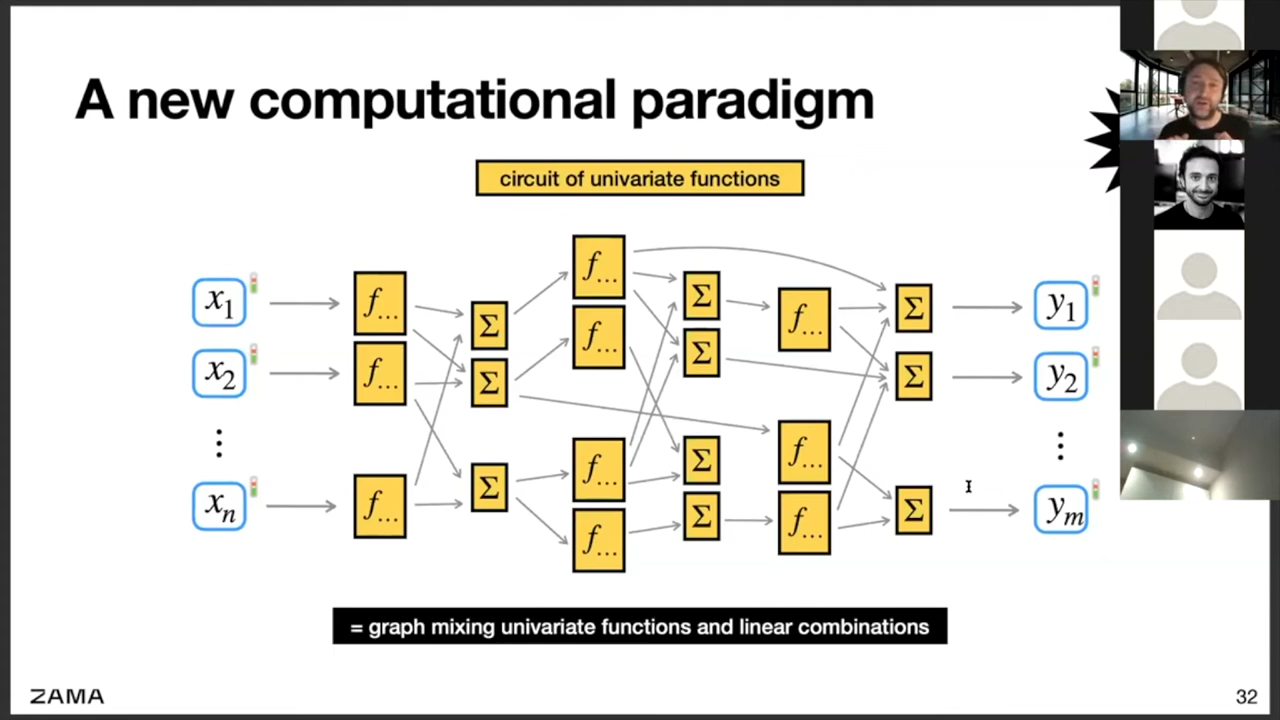 A new computational paradigm
circuit of univariate functions
x1 f... Σ f... Σ f... Σ y1
x2 f... Σ f... Σ Σ y2
⋮ ⋮
xn f... Σ f... Σ f... Σ ym
f... Σ f...
= graph mixing univariate functions and linear combinations
ZAMA
32